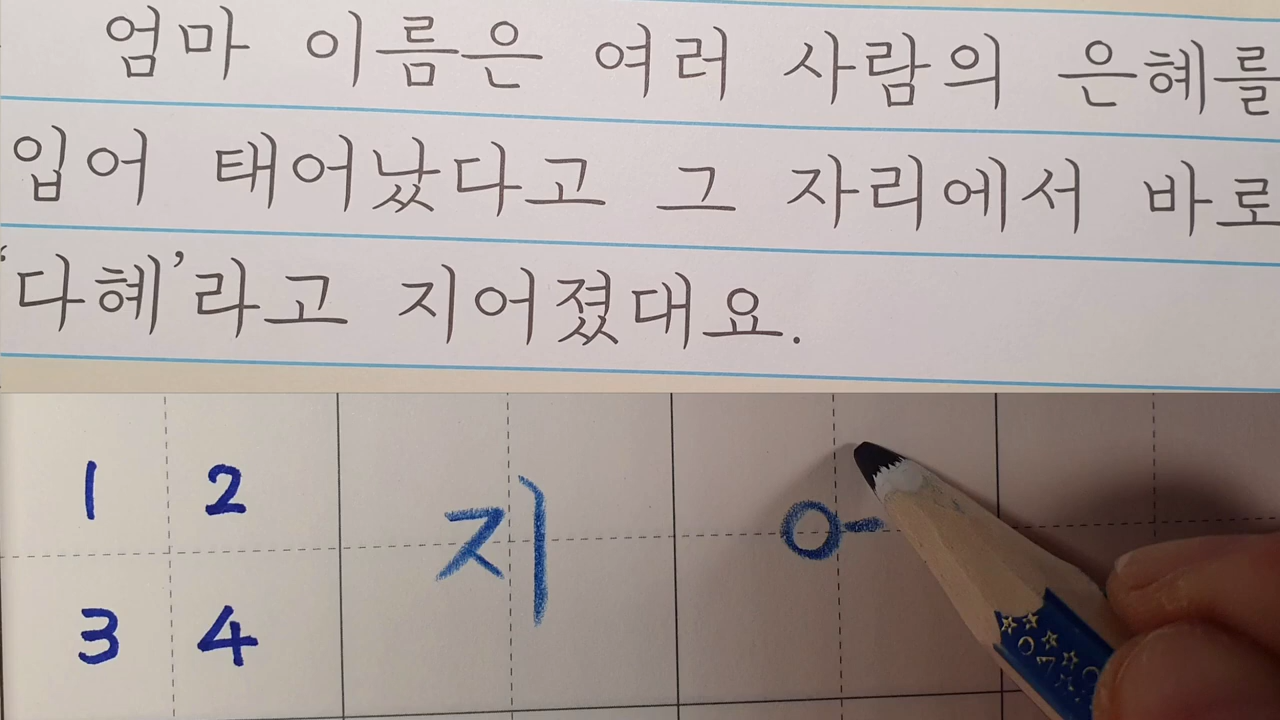 엄마 이름은 여러 사람의 은혜를
입어 태어났다고 그 자리에서 바로
‘다혜’라고 지어졌대요.
1 2
3 4
지